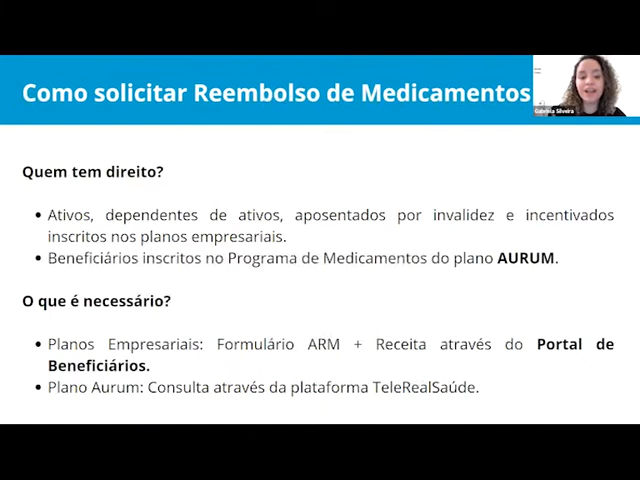 Como solicitar Reembolso de Medicamentos
Gabriela Silveira
Quem tem direito?
• Ativos, dependentes de ativos, aposentados por invalidez e incentivados
inscritos nos planos empresariais.
• Beneficiários inscritos no Programa de Medicamentos do plano AURUM.
O que é necessário?
• Planos Empresariais: Formulário ARM + Receita através do Portal de
Beneficiários.
• Plano Aurum: Consulta através da plataforma TeleRealSaúde.